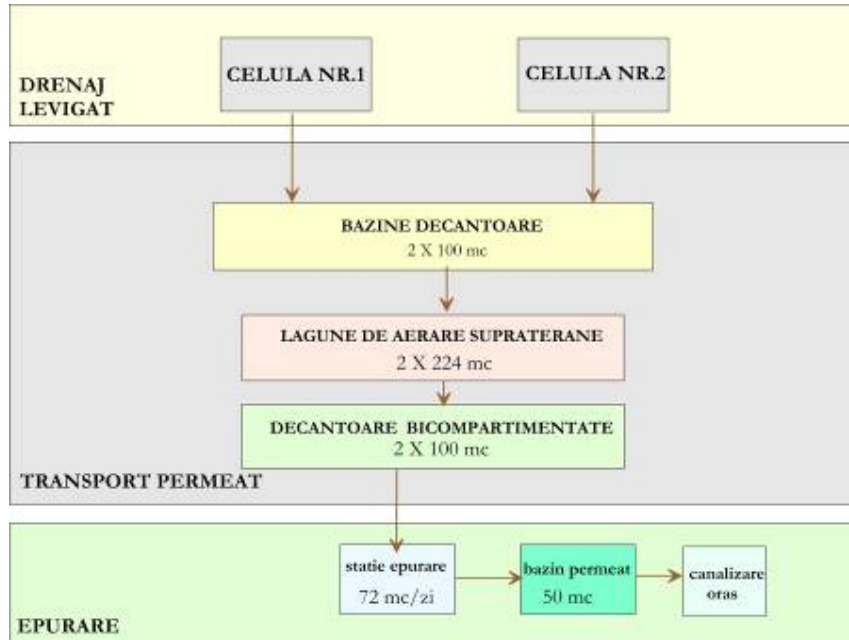 DRENAJ
LEVIGAT
CELULA NR.1
CELULA NR.2
BAZINE DECANTOARE
2 X 100 mc
LAGUNE DE AERARE SUPRATERANE
2 X 224 mc
DECANTOARE BICOMPARTIMENTATE
2 X 100 mc
TRANSPORT PERMEAT
statie epurare
72 mc/zi
bazin permeat
50 mc
canalizare
oras
EPURARE